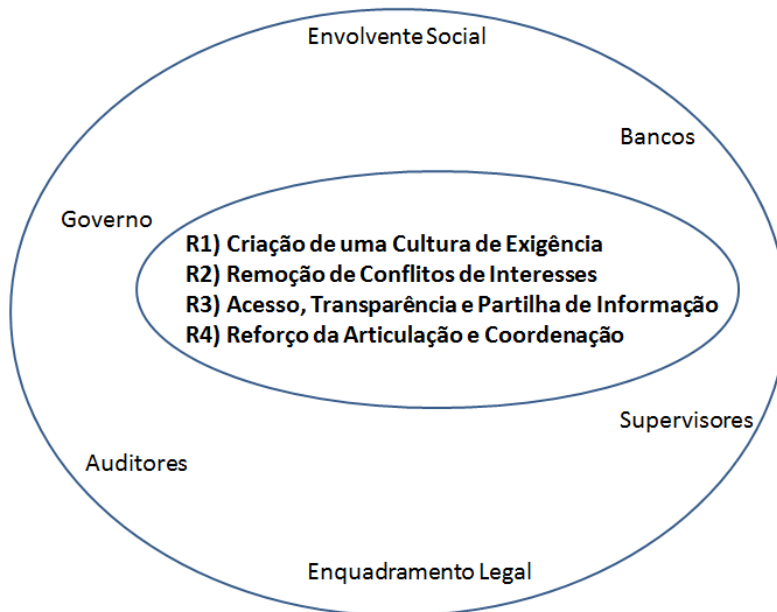 Envolvente Social
Bancos
Governo
R1) Criação de uma Cultura de Exigência
R2) Remoção de Conflitos de Interesses
R3) Acesso, Transparência e Partilha de Informação
R4) Reforço da Articulação e Coordenação
Supervisores
Auditores
Enquadramento Legal